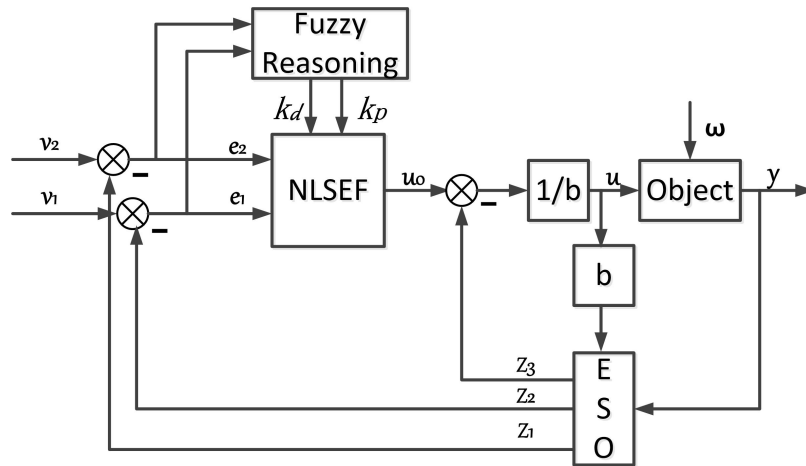 Fuzzy
Reasoning
kd
kp
ω
v2
e2
NLSEF
u0
1/b
u
Object
y
v1
e1
b
Z3
Z2
Z1
E
S
O